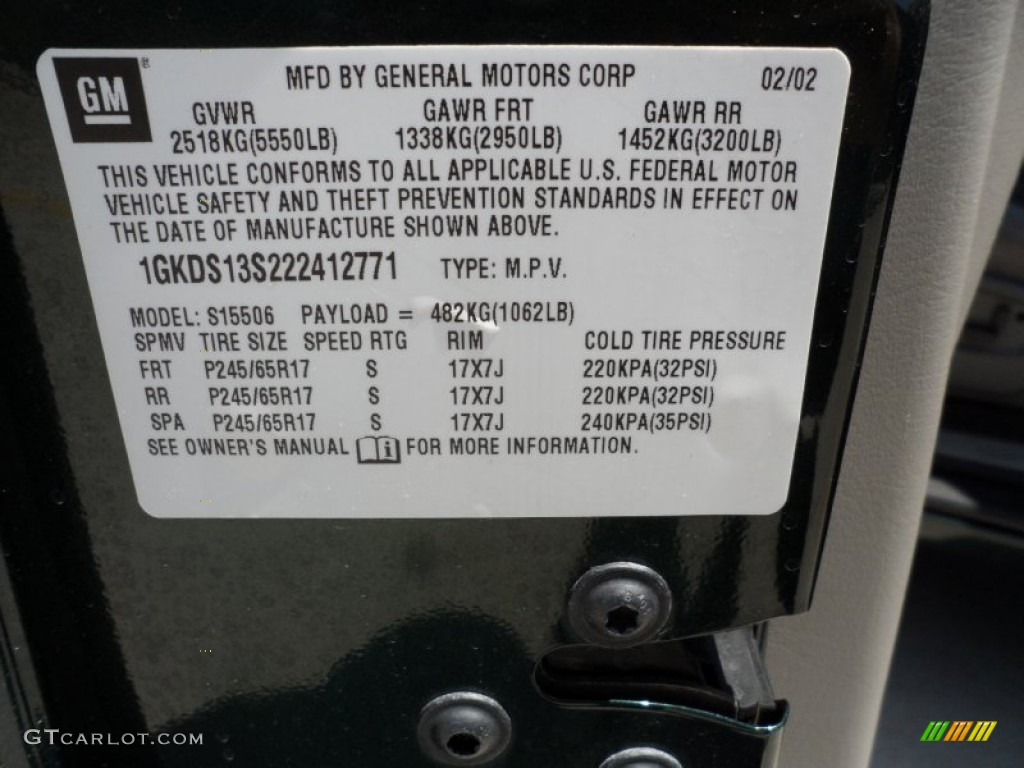 GM ® MFD BY GENERAL MOTORS CORP 02/02
GVWR GAWR FRT GAWR RR
2518KG(5550LB) 1338KG(2950LB) 1452KG(3200LB)
THIS VEHICLE CONFORMS TO ALL APPLICABLE U.S. FEDERAL MOTOR
VEHICLE SAFETY AND THEFT PREVENTION STANDARDS IN EFFECT ON
THE DATE OF MANUFACTURE SHOWN ABOVE.
1GKDS13S222412771 TYPE: M.P.V.
MODEL: S15506 PAYLOAD = 482KG(1062LB)
SPMV TIRE SIZE SPEED RTG RIM COLD TIRE PRESSURE
FRT P245/65R17 S 17X7J 220KPA(32PSI)
RR P245/65R17 S 17X7J 220KPA(32PSI)
SPA P245/65R17 S 17X7J 240KPA(35PSI)
SEE OWNER'S MANUAL i FOR MORE INFORMATION.
GTCARLOT.COM